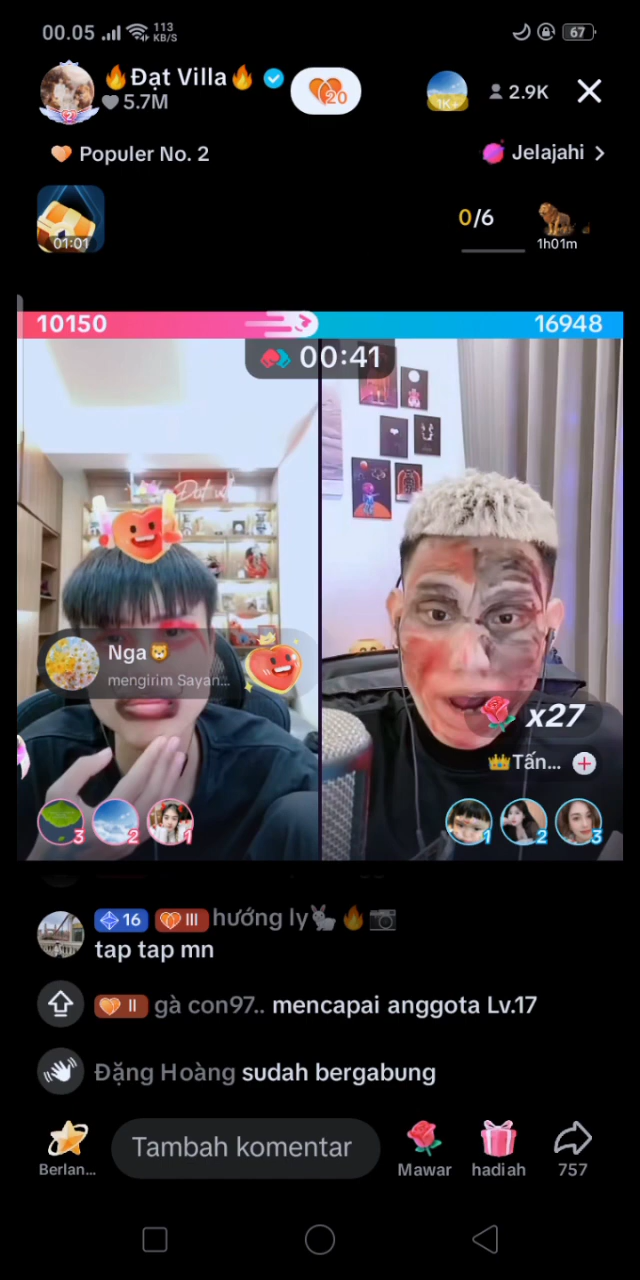 00.05
113
KB/S
67
🔥Đạt Villa🔥
5.7M
20
1K+
2.9K
2
Populer No. 2
Jelajahi
01:01
0/6
1h01m
10150
16948
00:41
Nga🦁
mengirim Sayan...
x27
👑Tấn...
3
2
1
1
2
3
16
III
hướng ly🐇🔥📷
tap tap mn
II
gà con97.. mencapai anggota Lv.17
Đặng Hoàng sudah bergabung
Berlan...
Tambah komentar
Mawar
hadiah
757